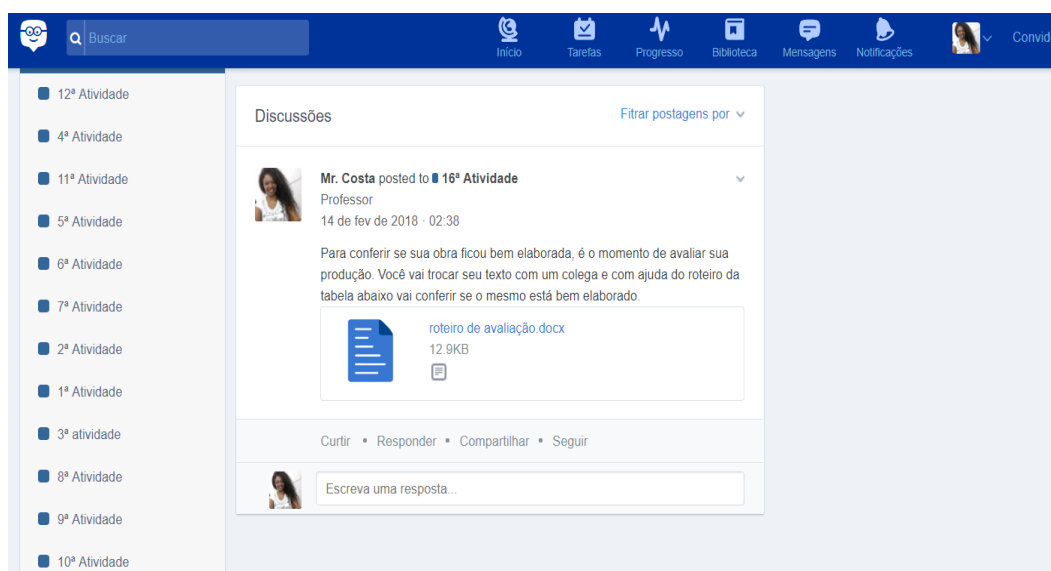 Buscar
Início
Tarefas
Progresso
Biblioteca
Mensagens
Notificações
Convid
12ª Atividade
4ª Atividade
11ª Atividade
5ª Atividade
6ª Atividade
7ª Atividade
2ª Atividade
1ª Atividade
3ª atividade
8ª Atividade
9ª Atividade
10ª Atividade
Discussões
Fitrar postagens por
Mr. Costa posted to 16ª Atividade
Professor
14 de fev de 2018 · 02:38
Para conferir se sua obra ficou bem elaborada, é o momento de avaliar sua
produção. Você vai trocar seu texto com um colega e com ajuda do roteiro da
tabela abaixo vai conferir se o mesmo está bem elaborado.
roteiro de avaliação.docx
12.9KB
Curtir • Responder • Compartilhar • Seguir
Escreva uma resposta...